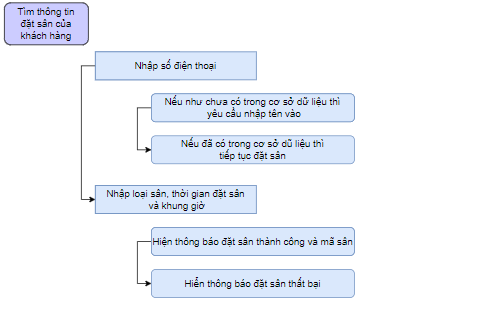 Tìm thông tin
đặt sân của
khách hàng
Nhập số điện thoại
Nếu như chưa có trong cơ sở dữ liệu thì
yêu cầu nhập tên vào
Nếu đã có trong cơ sở dũ liệu thì
tiếp tục đặt sân
Nhập loại sân, thời gian đặt sân
và khung giờ
Hiện thông báo đặt sân thành công và mã sân
Hiển thông báo đặt sân thất bại